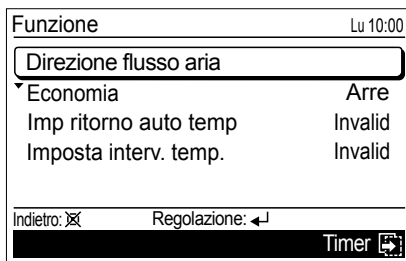 Funzione Lu 10:00
Direzione flusso aria
Economia Arre
Imp ritorno auto temp Invalid
Imposta interv. temp. Invalid
Indietro: Regolazione:
Timer